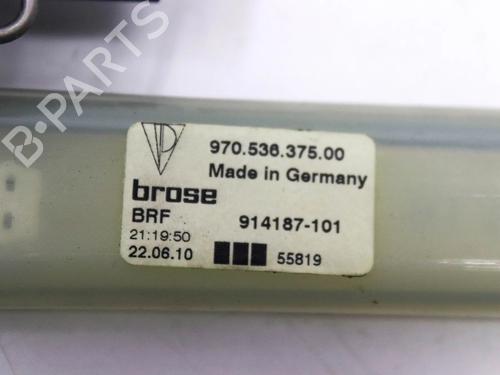 970.536.375.00
Made in Germany
brose
BRF 914187-101
21:19:50
22.06.10 55819
B-PARTS